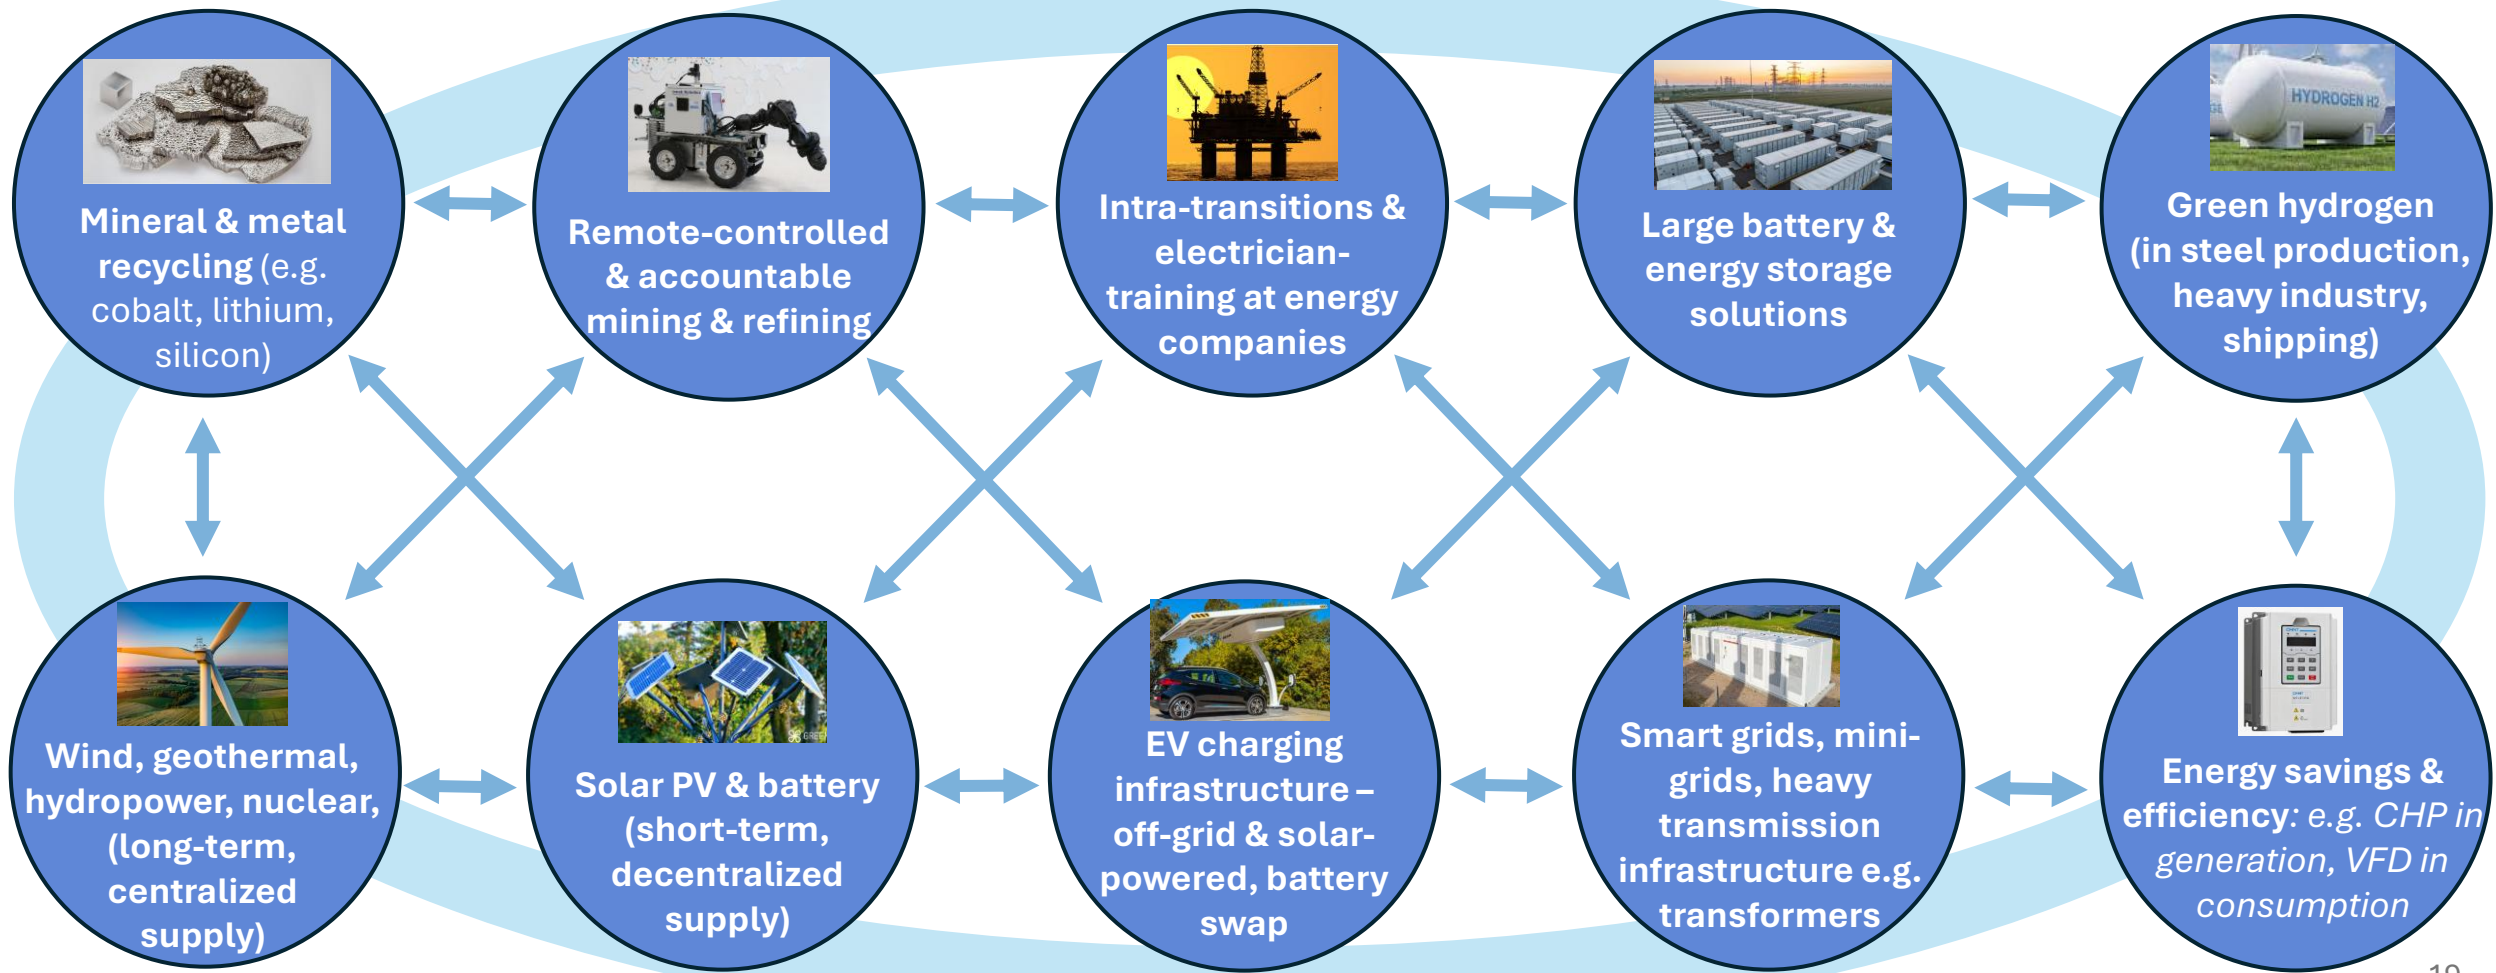 Mineral & metal
recycling (e.g.
cobalt, lithium,
silicon)
Remote-controlled
& accountable
mining & refining
Intra-transitions &
electrician-
training at energy
companies
Large battery &
energy storage
solutions
HYDROGEN H2
Green hydrogen
(in steel production,
heavy industry,
shipping)
Wind, geothermal,
hydropower, nuclear,
(long-term,
centralized
supply)
Solar PV & battery
(short-term,
decentralized
supply)
EV charging
infrastructure –
off-grid & solar-
powered, battery
swap
Smart grids, mini-
grids, heavy
transmission
infrastructure e.g.
transformers
Energy savings &
efficiency: e.g. CHP in
generation, VFD in
consumption